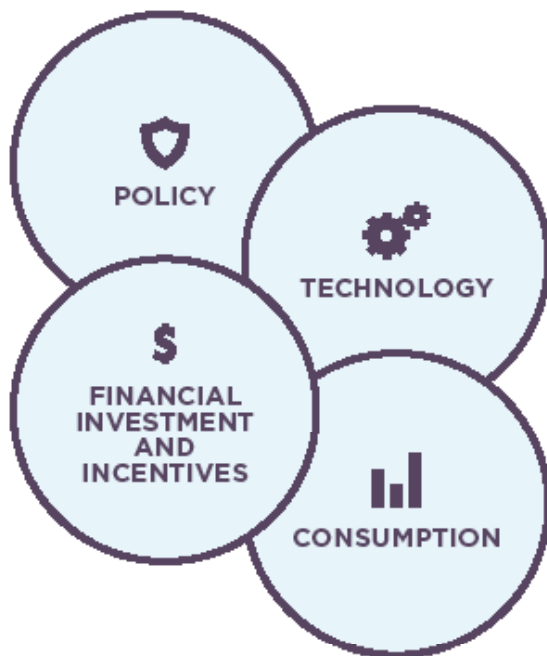 POLICY
TECHNOLOGY
$
FINANCIAL
INVESTMENT
AND
INCENTIVES
CONSUMPTION